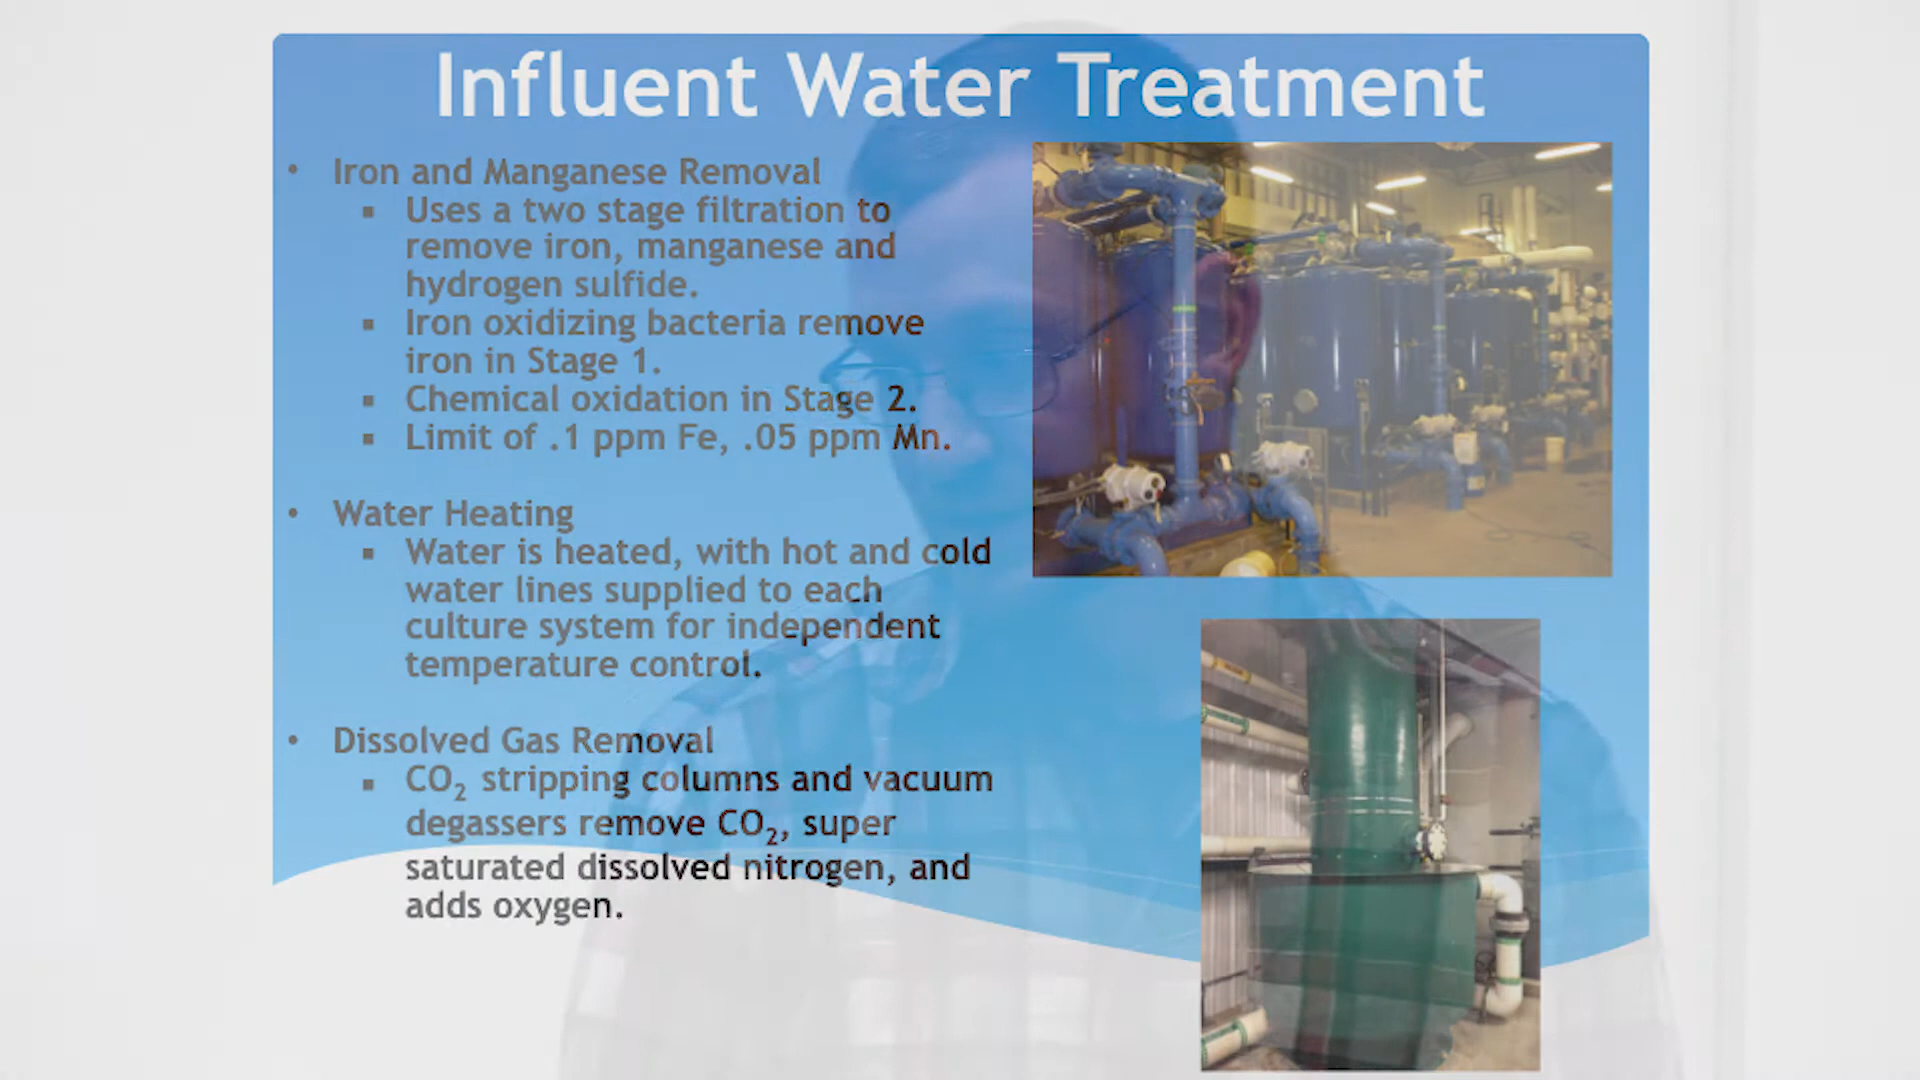 Influent Water Treatment
• Iron and Manganese Removal
▪ Uses a two stage filtration to
remove iron, manganese and
hydrogen sulfide.
▪ Iron oxidizing bacteria remove
iron in Stage 1.
▪ Chemical oxidation in Stage 2.
▪ Limit of .1 ppm Fe, .05 ppm Mn.
• Water Heating
▪ Water is heated, with hot and cold
water lines supplied to each
culture system for independent
temperature control.
• Dissolved Gas Removal
▪ CO₂ stripping columns and vacuum
degassers remove CO₂, super
saturated dissolved nitrogen, and
adds oxygen.